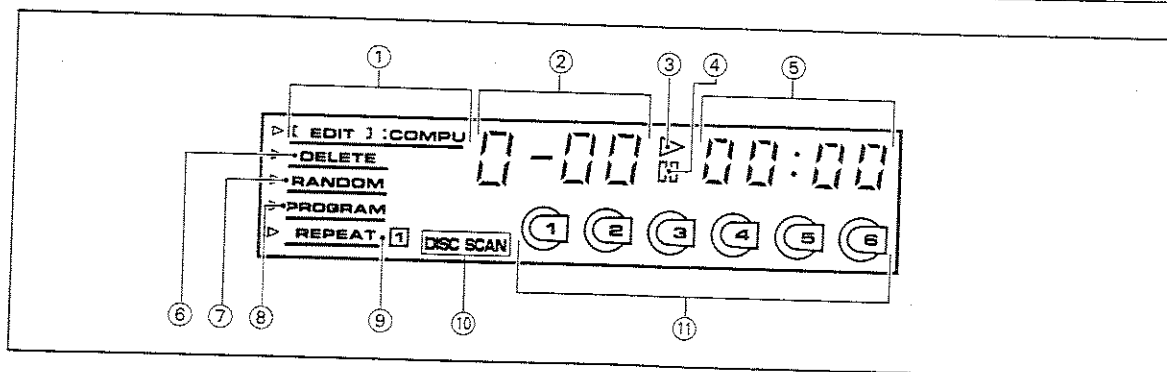 ① ② ③ ④ ⑤
[ EDIT ] :COMPU 0-00 00:00
DELETE
RANDOM
PROGRAM
REPEAT 1 DISC SCAN 1 2 3 4 5 6
⑥ ⑦ ⑧ ⑨ ⑩ ⑪